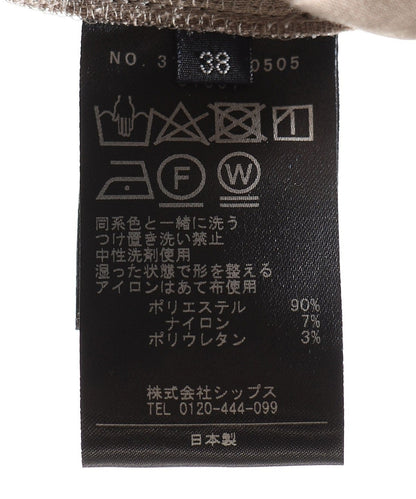 NO. 3 0505
38
F W
同系色と一緒に洗う
つけ置き洗い禁止
中性洗剤使用
湿った状態で形を整える
アイロンはあて布使用
ポリエステル 90%
ナイロン 7%
ポリウレタン 3%
株式会社シップス
TEL 0120-444-099
日本製